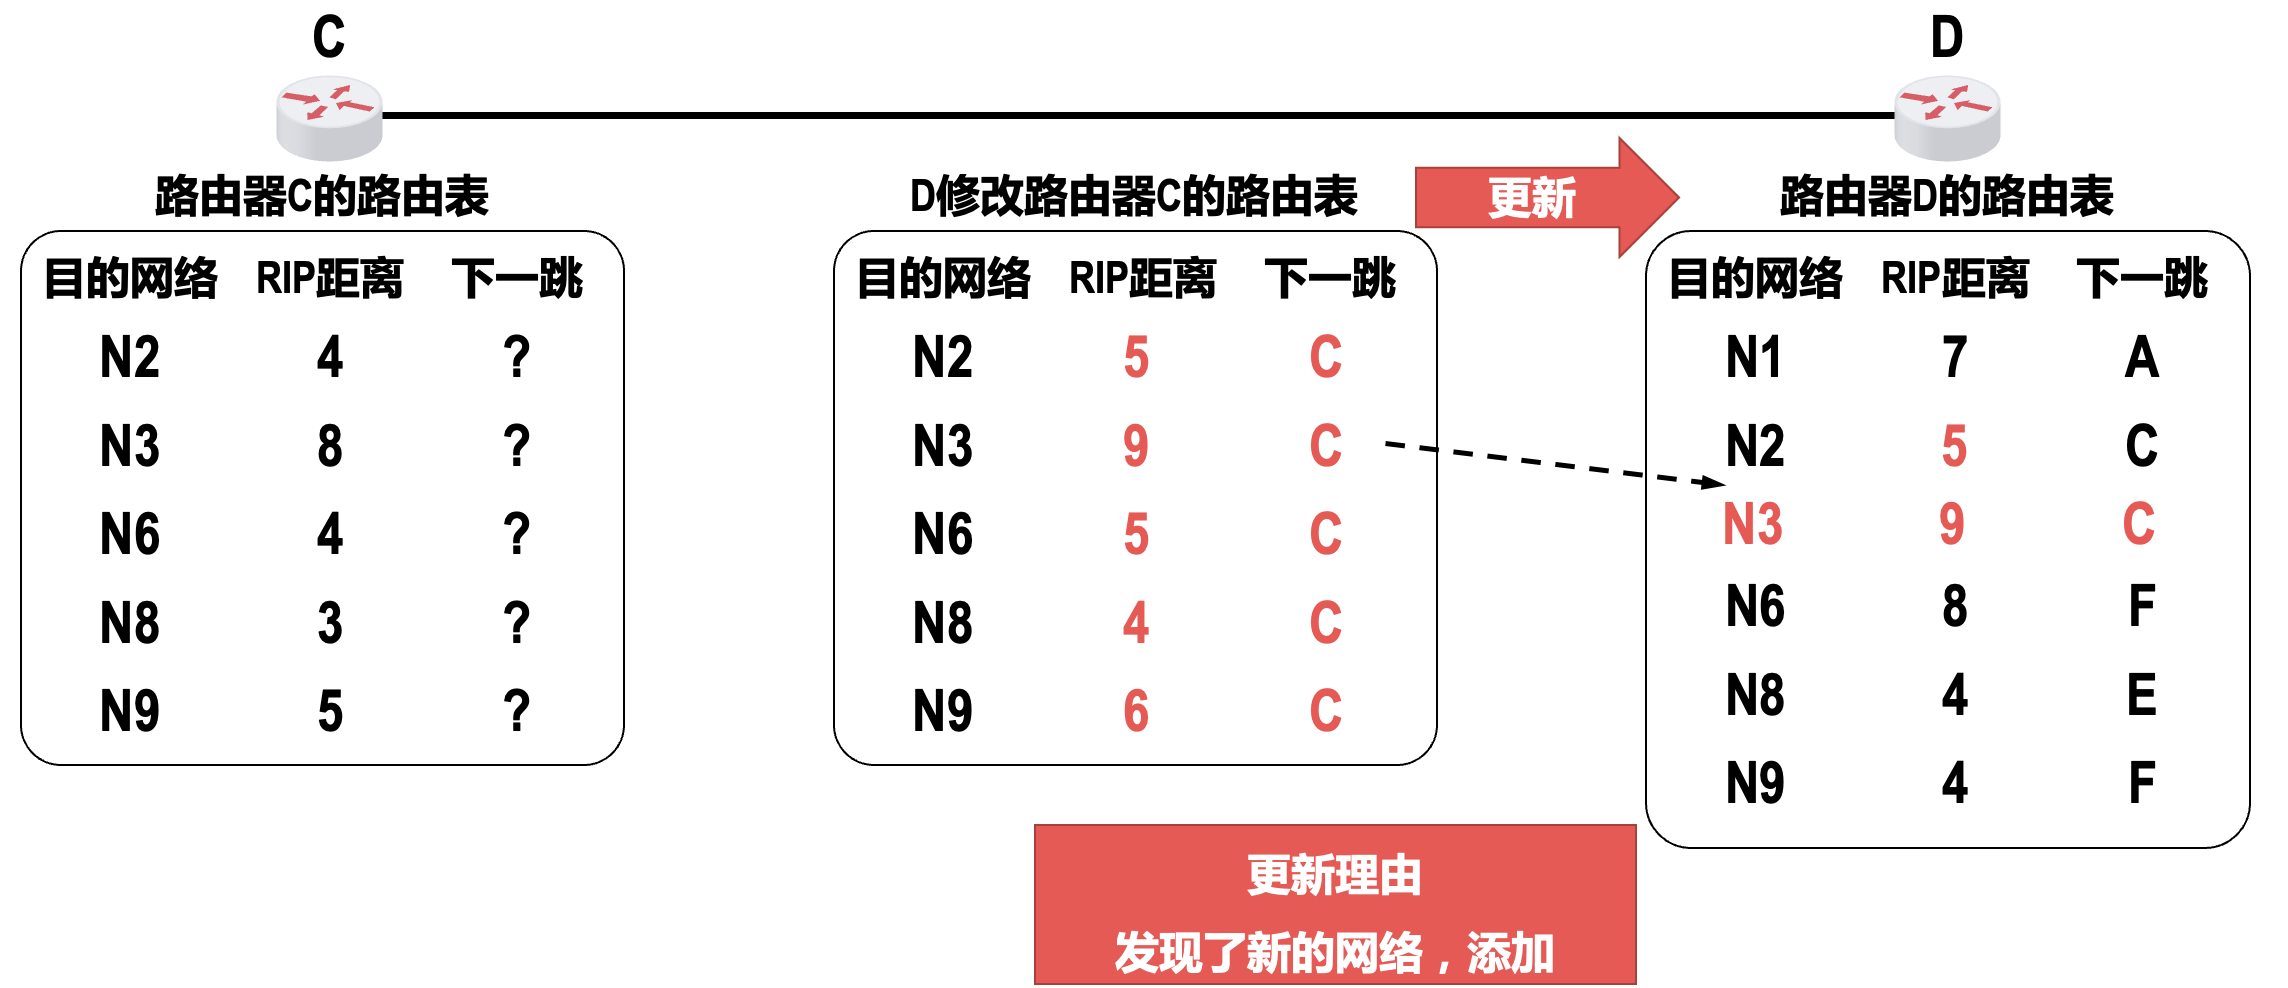 C
D
路由器C的路由表
D修改路由器C的路由表
更新
路由器D的路由表
目的网络 RIP距离 下一跳
N2 4 ?
N3 8 ?
N6 4 ?
N8 3 ?
N9 5 ?
目的网络 RIP距离 下一跳
N2 5 C
N3 9 C
N6 5 C
N8 4 C
N9 6 C
目的网络 RIP距离 下一跳
N1 7 A
N2 5 C
N3 9 C
N6 8 F
N8 4 E
N9 4 F
更新理由
发现了新的网络，添加